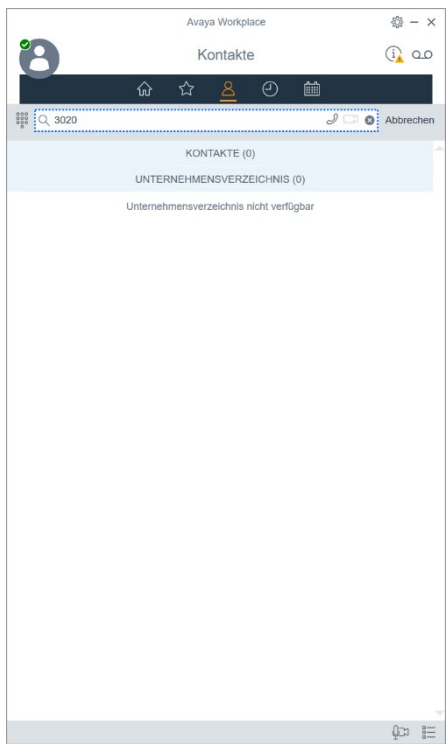 Avaya Workplace
Kontakte
3020
Abbrechen
KONTAKTE (0)
UNTERNEHMENSVERZEICHNIS (0)
Unternehmensverzeichnis nicht verfügbar